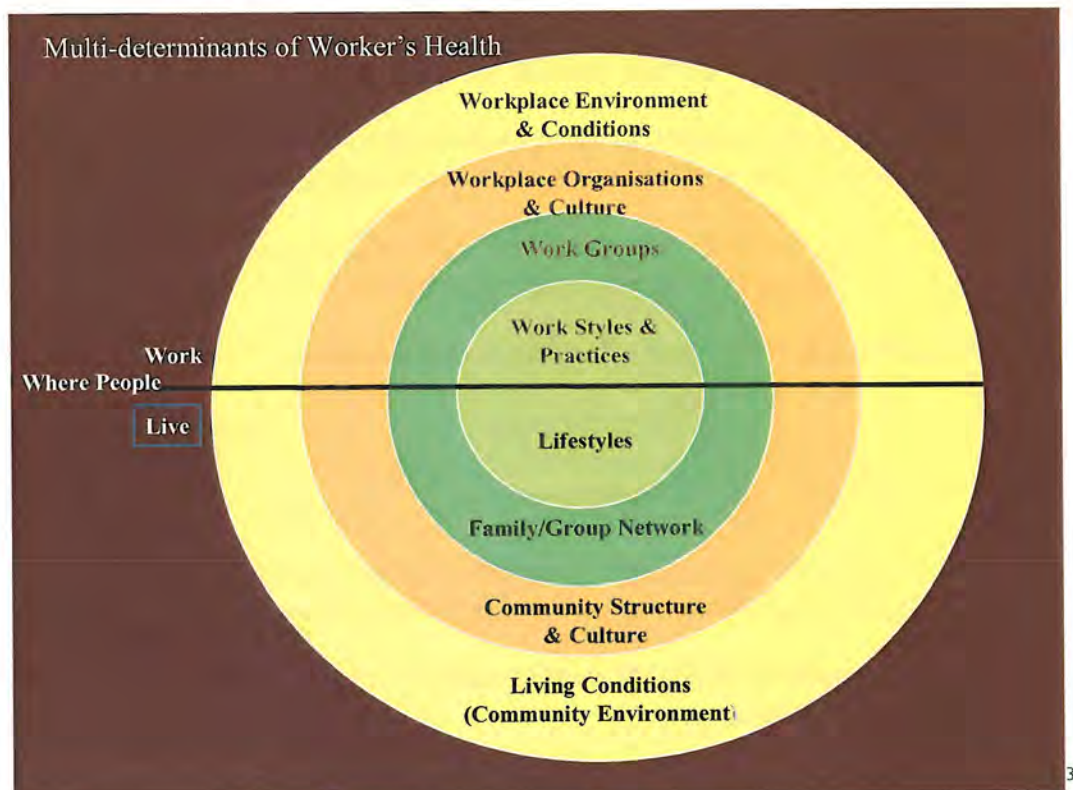 Multi-determinants of Worker's Health
Workplace Environment
& Conditions
Workplace Organisations
& Culture
Work Groups
Work Styles &
Practices
Work
Where People
Live
Lifestyles
Family/Group Network
Community Structure
& Culture
Living Conditions
(Community Environment)
3